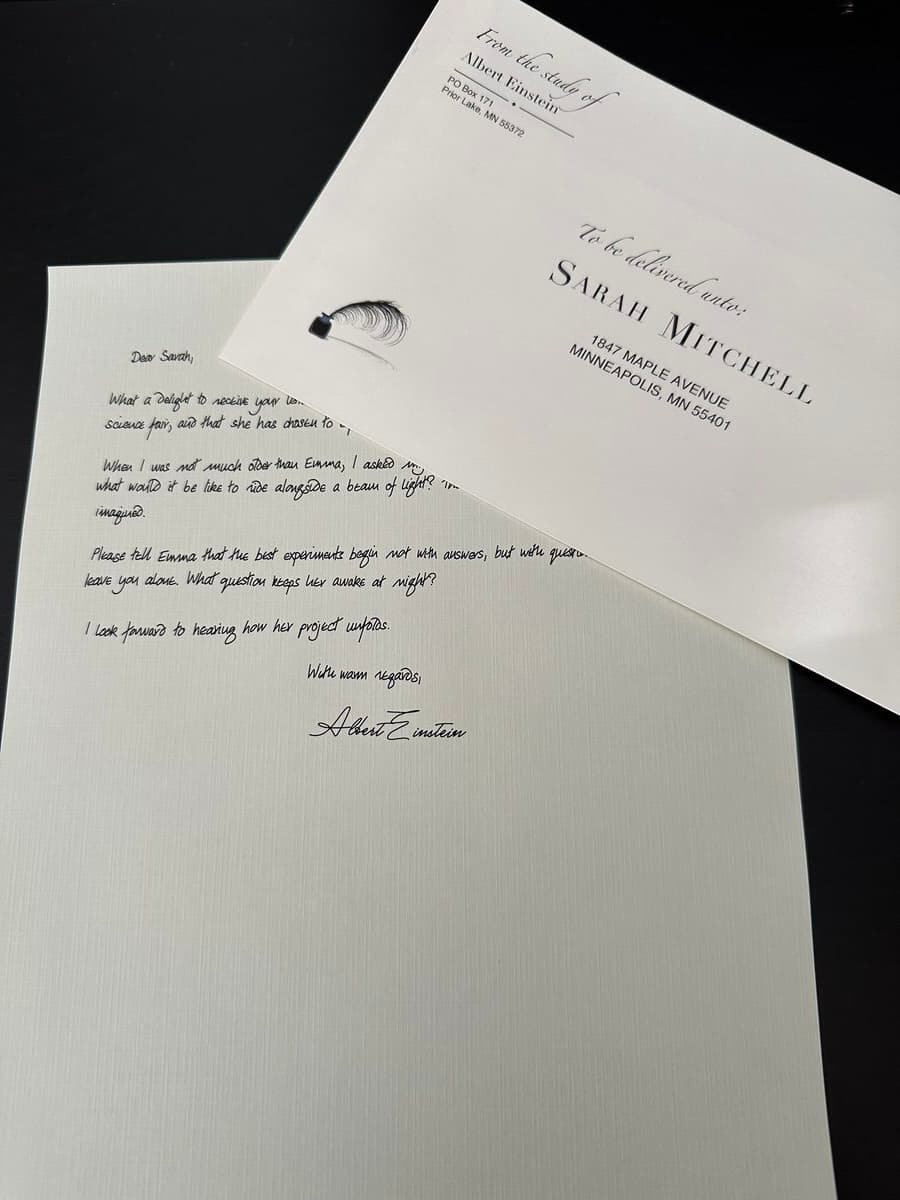 From the study of
Albert Einstein
PO Box 171
Prior Lake, MN 55372
To be delivered unto:
SARAH MITCHELL
1847 MAPLE AVENUE
MINNEAPOLIS, MN 55401
Dear Sarah,
What a delight to receive your
science fair, and that she has chosen to
When I was not much older than Emma, I asked
what would it be like to ride alongside a beam of light?
imagined.
Please tell Emma that the best experiments begin not with answers, but with
leave you alone. What question keeps her awake at night?
I look forward to hearing how her project unfolds.
With warm regards,
Albert Einstein